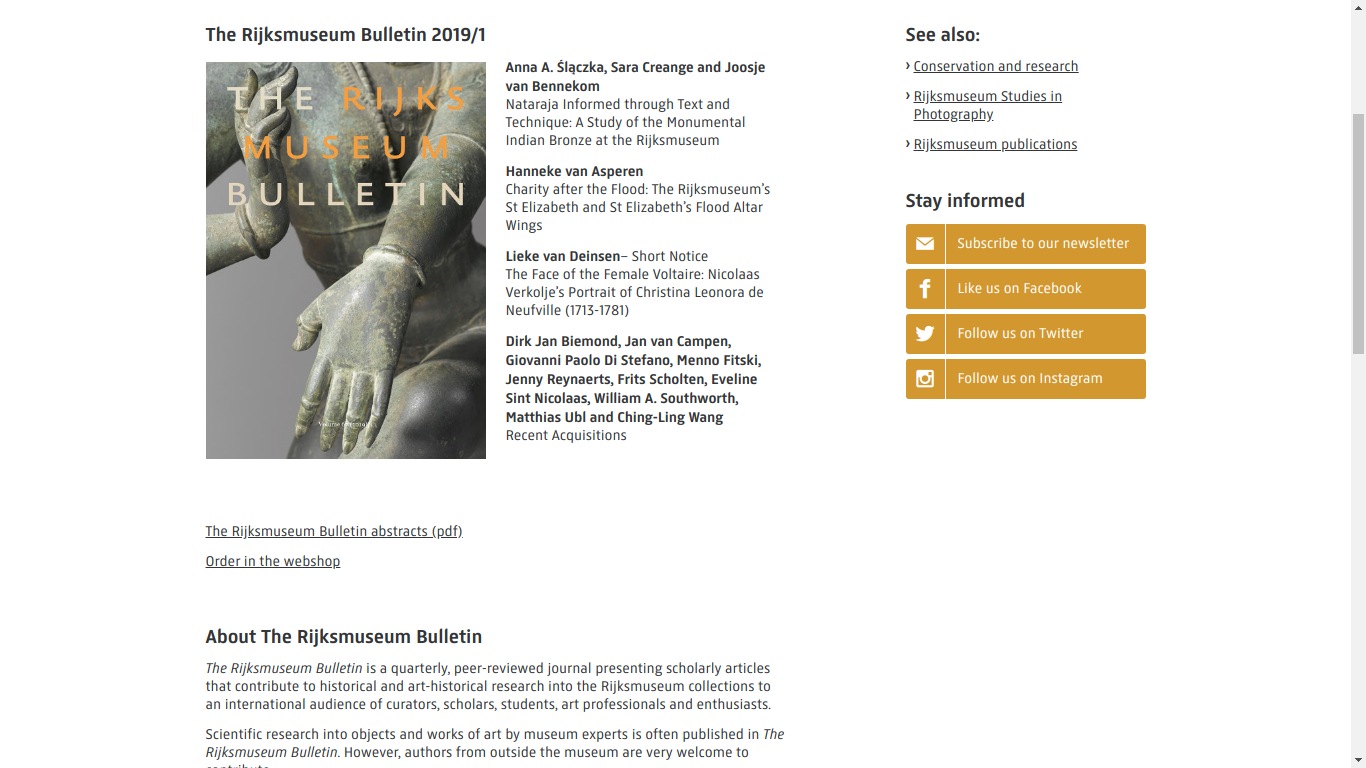 The Rijksmuseum Bulletin 2019/1
THE RIJKS
MUSEUM
BULLETIN
Anna A. Ślączka, Sara Creange and Joosje
van Bennekom
Nataraja Informed through Text and
Technique: A Study of the Monumental
Indian Bronze at the Rijksmuseum
Hanneke van Asperen
Charity after the Flood: The Rijksmuseum's
St Elizabeth and St Elizabeth's Flood Altar
Wings
Lieke van Deinsen– Short Notice
The Face of the Female Voltaire: Nicolaas
Verkolje's Portrait of Christina Leonora de
Neufville (1713-1781)
Dirk Jan Biemond, Jan van Campen,
Giovanni Paolo Di Stefano, Menno Fitski,
Jenny Reynaerts, Frits Scholten, Eveline
Sint Nicolaas, William A. Southworth,
Matthias Ubl and Ching-Ling Wang
Recent Acquisitions
The Rijksmuseum Bulletin abstracts (pdf)
Order in the webshop
About The Rijksmuseum Bulletin
The Rijksmuseum Bulletin is a quarterly, peer-reviewed journal presenting scholarly articles
that contribute to historical and art-historical research into the Rijksmuseum collections to
an international audience of curators, scholars, students, art professionals and enthusiasts.
Scientific research into objects and works of art by museum experts is often published in The
Rijksmuseum Bulletin. However, authors from outside the museum are very welcome to
See also:
› Conservation and research
› Rijksmuseum Studies in
Photography
› Rijksmuseum publications
Stay informed
Subscribe to our newsletter
Like us on Facebook
Follow us on Twitter
Follow us on Instagram